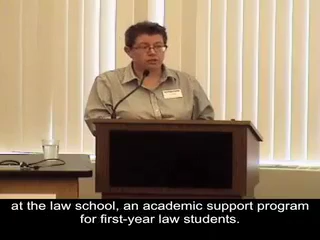 at the law school, an academic support program
for first-year law students.